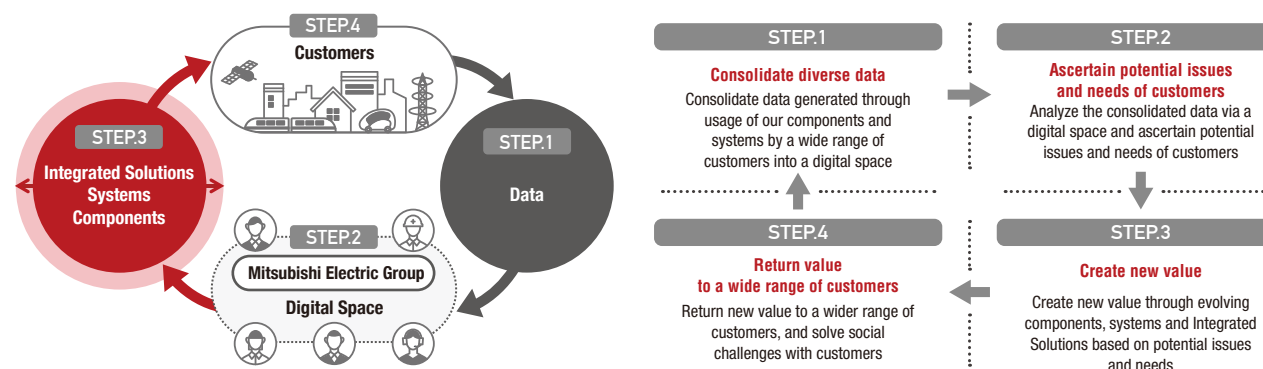 STEP.4
Customers
STEP.3
Integrated Solutions
Systems
Components
STEP.1
Data
STEP.2
Mitsubishi Electric Group
Digital Space
STEP.1
Consolidate diverse data
Consolidate data generated through
usage of our components and
systems by a wide range of
customers into a digital space
STEP.2
Ascertain potential issues
and needs of customers
Analyze the consolidated data via a
digital space and ascertain potential
issues and needs of customers
STEP.4
Return value
to a wide range of customers
Return new value to a wider range of
customers, and solve social
challenges with customers
STEP.3
Create new value
Create new value through evolving
components, systems and Integrated
Solutions based on potential issues
and needs